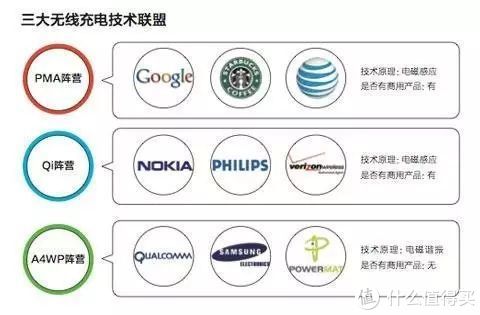 三大无线充电技术联盟
PMA阵营
Google
STARBUCKS
COFFEE
AT&T
技术原理：电磁感应
是否有商用产品：有
Qi阵营
NOKIA
PHILIPS
verizonwireless
技术原理：电磁感应
是否有商用产品：有
A4WP阵营
QUALCOMM
SAMSUNG
ELECTRONICS
POWERMAT
技术原理：电磁谐振
是否有商用产品：无
值 什么值得买